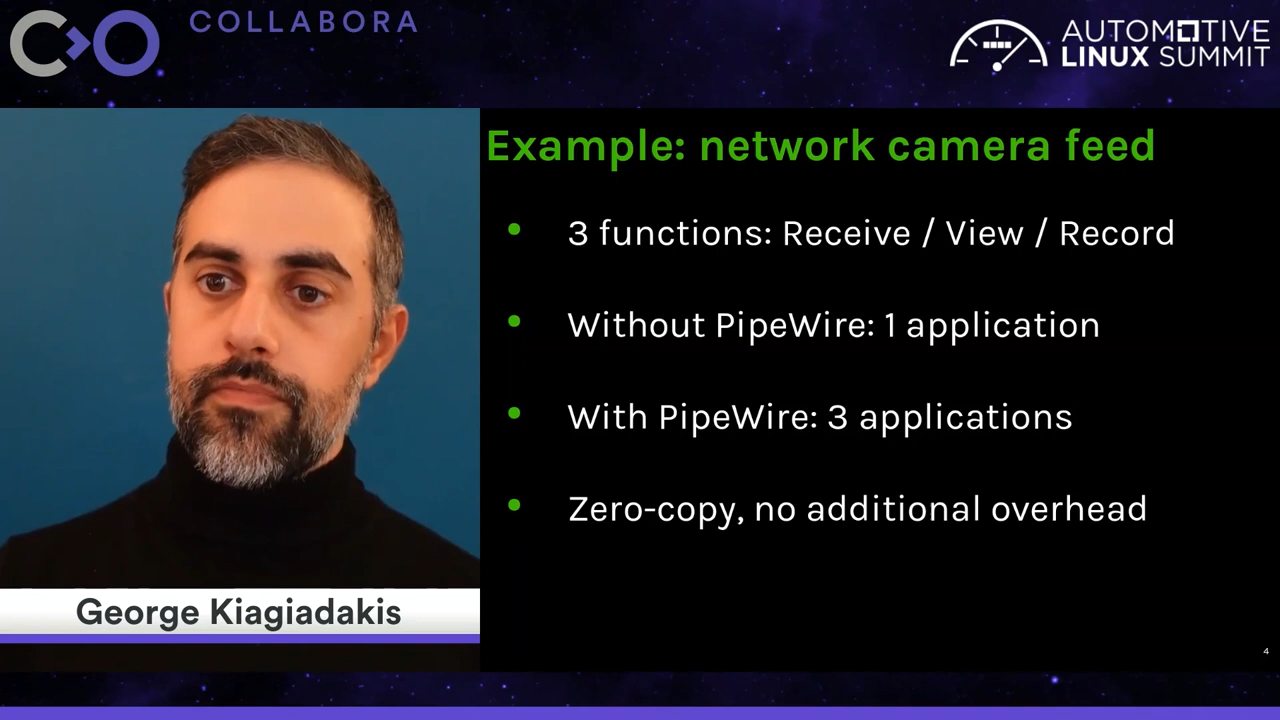 COLLABORA
AUTOMOTIVE
LINUX SUMMIT
Example: network camera feed
3 functions: Receive / View / Record
Without PipeWire: 1 application
With PipeWire: 3 applications
Zero-copy, no additional overhead
George Kiagiadakis
4